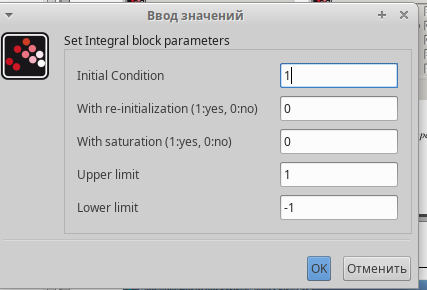 Ввод значений
Set Integral block parameters
Initial Condition 1
With re-initialization (1:yes, 0:no) 0
With saturation (1:yes, 0:no) 0
Upper limit 1
Lower limit -1
OK Отменить